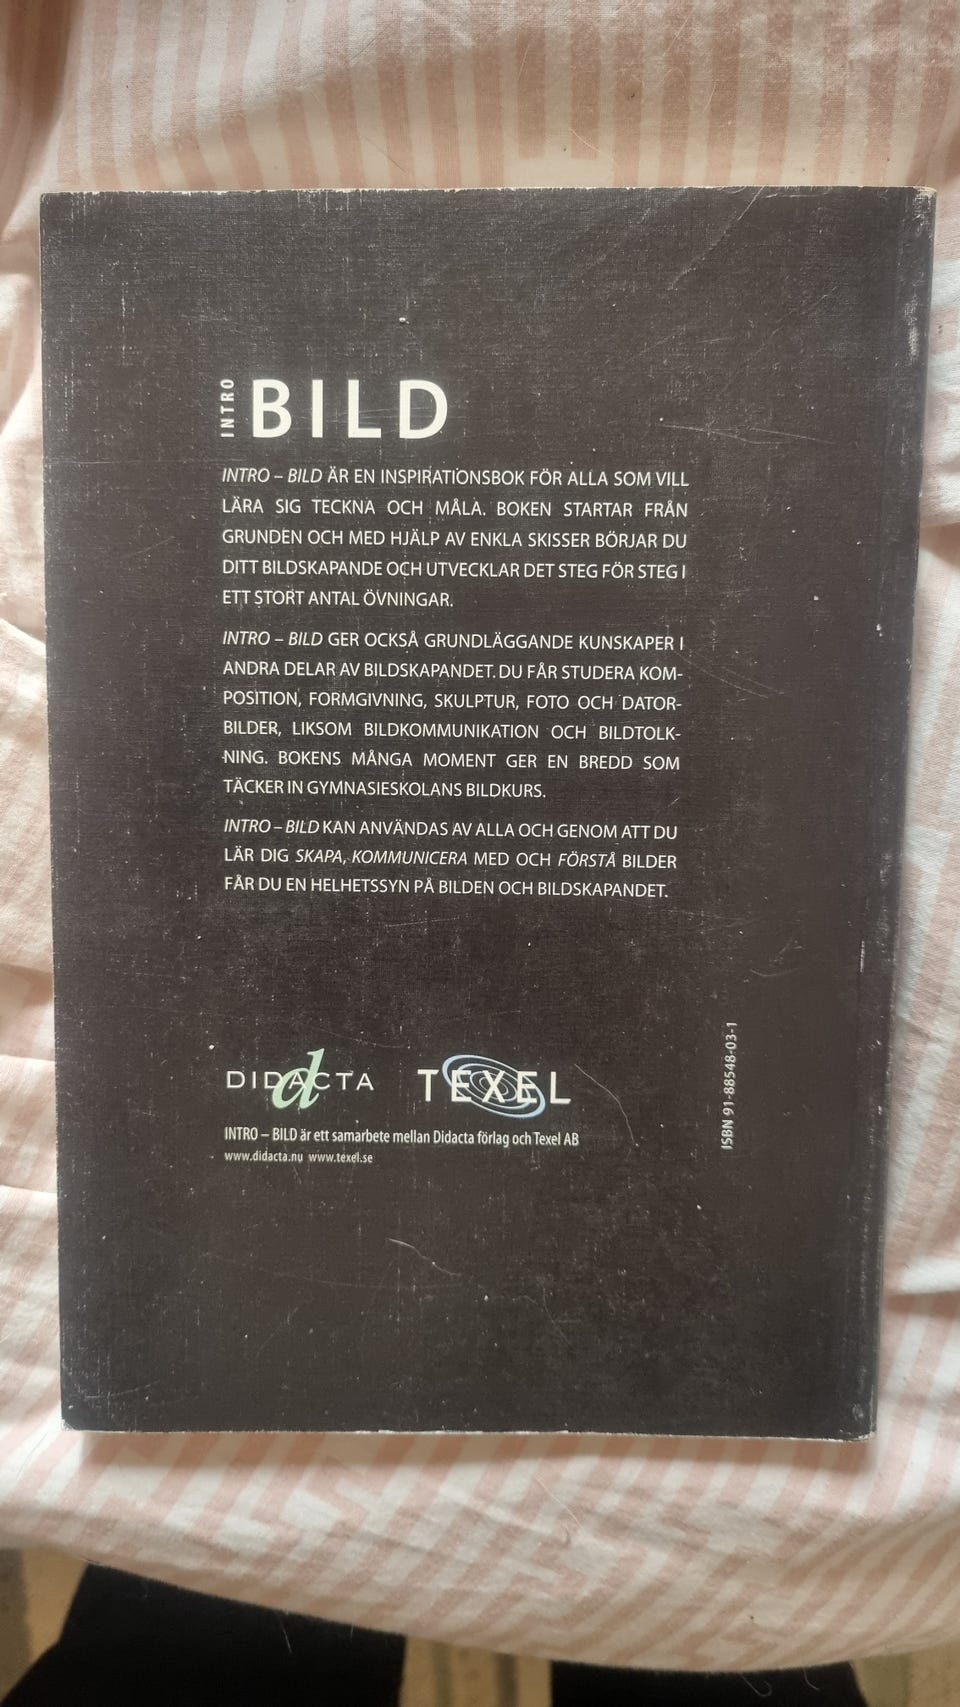 INTRO
BILD
INTRO – BILD ÄR EN INSPIRATIONSBOK FÖR ALLA SOM VILL
LÄRA SIG TECKNA OCH MÅLA. BOKEN STARTAR FRÅN
GRUNDEN OCH MED HJÄLP AV ENKLA SKISSER BÖRJAR DU
DITT BILDSKAPANDE OCH UTVECKLAR DET STEG FÖR STEG I
ETT STORT ANTAL ÖVNINGAR.
INTRO – BILD GER OCKSÅ GRUNDLÄGGANDE KUNSKAPER I
ANDRA DELAR AV BILDSKAPANDET. DU FÅR STUDERA KOM-
POSITION, FORMGIVNING, SKULPTUR, FOTO OCH DATOR-
BILDER, LIKSOM BILDKOMMUNIKATION OCH BILDTOLK-
NING. BOKENS MÅNGA MOMENT GER EN BREDD SOM
TÄCKER IN GYMNASIESKOLANS BILDKURS.
INTRO – BILD KAN ANVÄNDAS AV ALLA OCH GENOM ATT DU
LÄR DIG SKAPA, KOMMUNICERA MED OCH FÖRSTÅ BILDER
FÅR DU EN HELHETSSYN PÅ BILDEN OCH BILDSKAPANDET.
DIDACTA TEXEL
INTRO – BILD är ett samarbete mellan Didacta förlag och Texel AB
www.didacta.nu www.texel.se
ISBN 91-88548-03-1